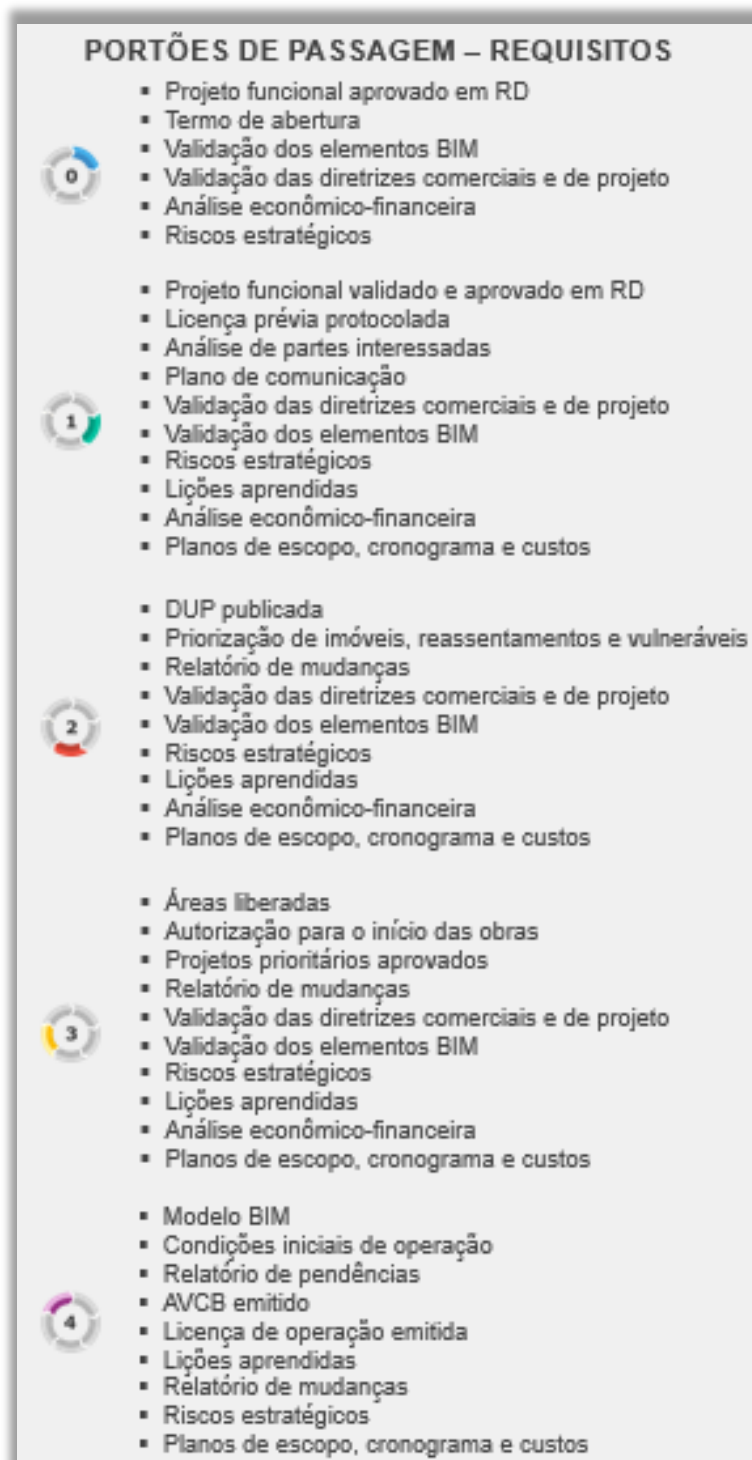 PORTÕES DE PASSAGEM – REQUISITOS
▪ Projeto funcional aprovado em RD
▪ Termo de abertura
▪ Validação dos elementos BIM
0
▪ Validação das diretrizes comerciais e de projeto
▪ Análise econômico-financeira
▪ Riscos estratégicos
▪ Projeto funcional validado e aprovado em RD
▪ Licença prévia protocolada
▪ Análise de partes interessadas
▪ Plano de comunicação
1
▪ Validação das diretrizes comerciais e de projeto
▪ Validação dos elementos BIM
▪ Riscos estratégicos
▪ Lições aprendidas
▪ Análise econômico-financeira
▪ Planos de escopo, cronograma e custos
▪ DUP publicada
▪ Priorização de imóveis, reassentamentos e vulneráveis
▪ Relatório de mudanças
▪ Validação das diretrizes comerciais e de projeto
2
▪ Validação dos elementos BIM
▪ Riscos estratégicos
▪ Lições aprendidas
▪ Análise econômico-financeira
▪ Planos de escopo, cronograma e custos
▪ Áreas liberadas
▪ Autorização para o início das obras
▪ Projetos prioritários aprovados
▪ Relatório de mudanças
▪ Validação das diretrizes comerciais e de projeto
3
▪ Validação dos elementos BIM
▪ Riscos estratégicos
▪ Lições aprendidas
▪ Análise econômico-financeira
▪ Planos de escopo, cronograma e custos
▪ Modelo BIM
▪ Condições iniciais de operação
▪ Relatório de pendências
▪ AVCB emitido
4
▪ Licença de operação emitida
▪ Lições aprendidas
▪ Relatório de mudanças
▪ Riscos estratégicos
▪ Planos de escopo, cronograma e custos